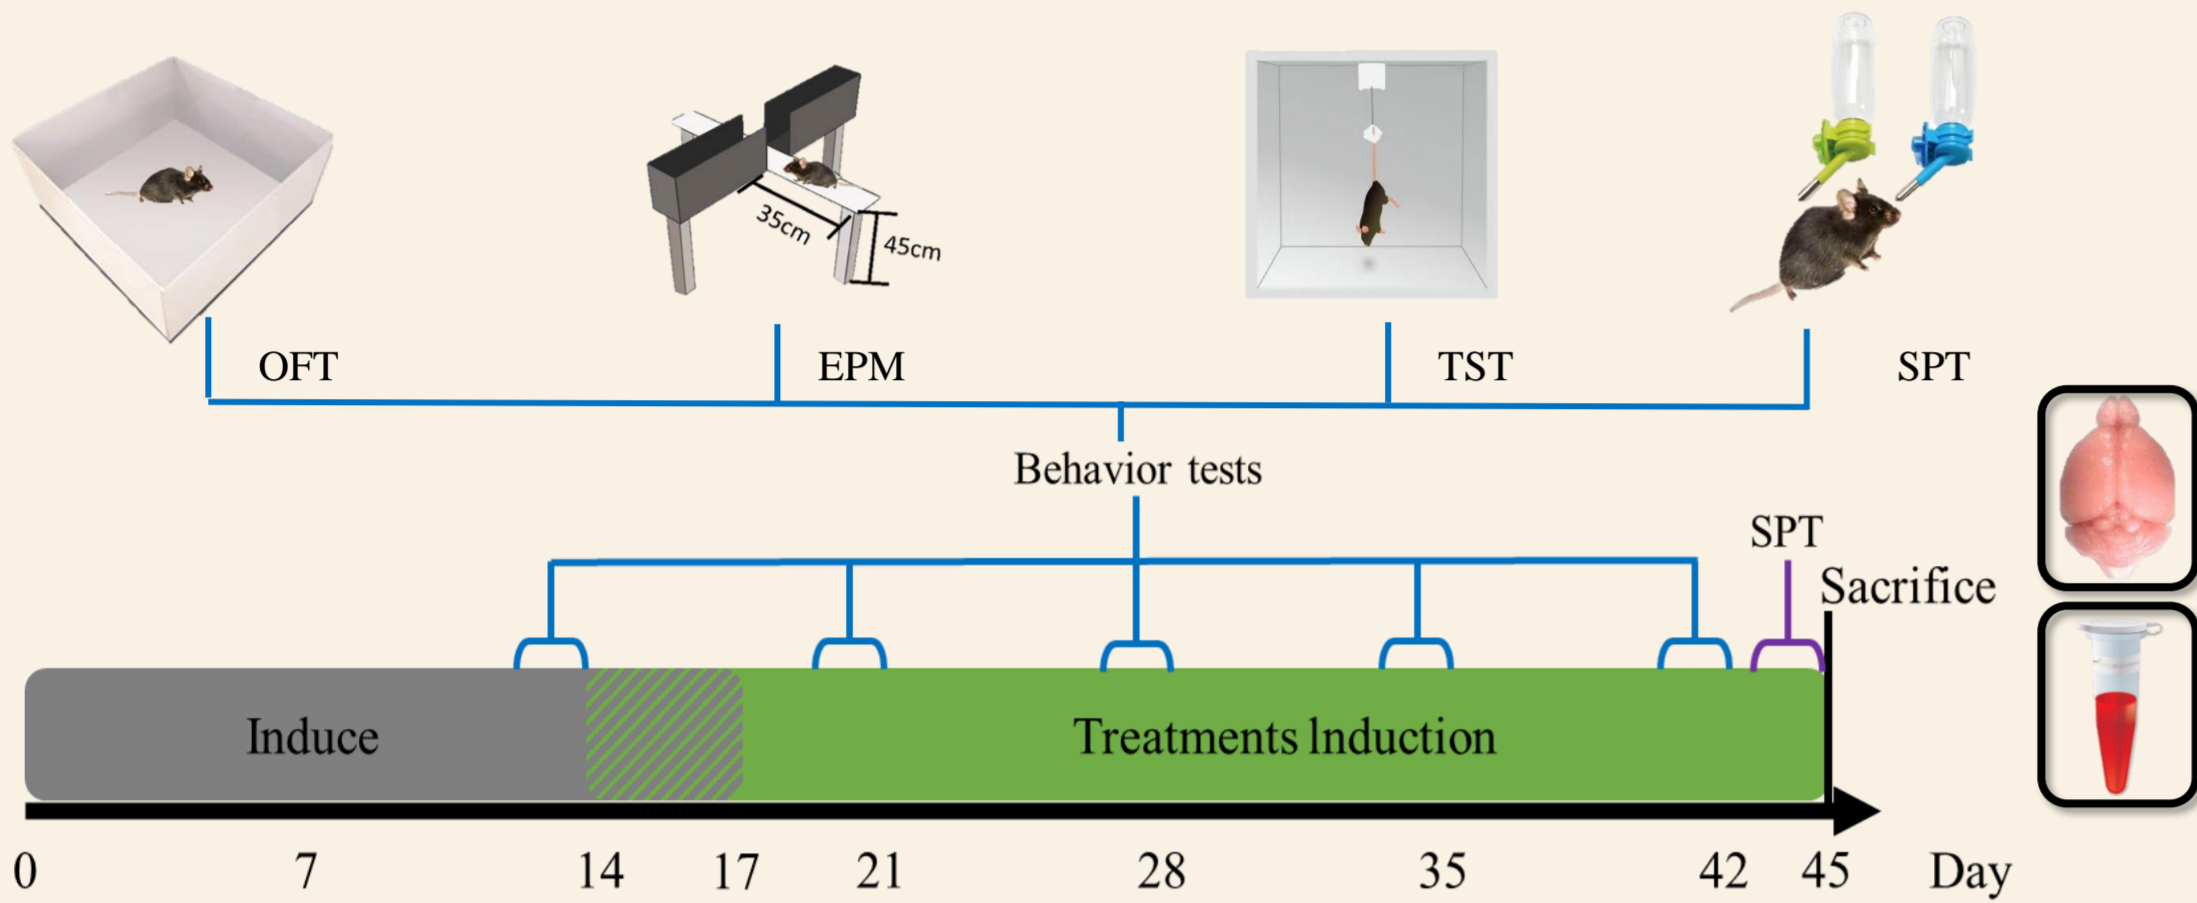 35cm
45cm
OFT
EPM
TST
SPT
Behavior tests
SPT
Sacrifice
Induce
Treatments Induction
0 7 14 17 21 28 35 42 45 Day